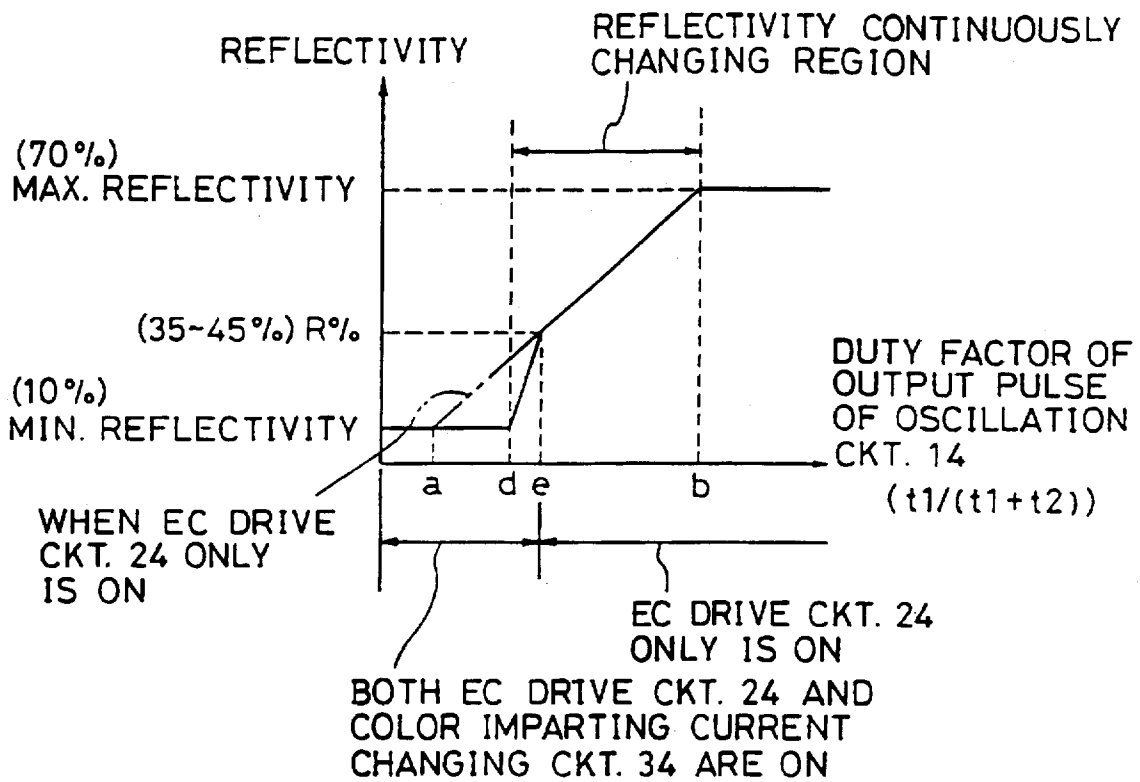 REFLECTIVITY CONTINUOUSLY
CHANGING REGION
REFLECTIVITY
(70%)
MAX. REFLECTIVITY
(35~45%) R%
(10%)
MIN. REFLECTIVITY
DUTY FACTOR OF
OUTPUT PULSE
OF OSCILLATION
CKT. 14
(t1/(t1+t2))
a d e b
WHEN EC DRIVE
CKT. 24 ONLY
IS ON
EC DRIVE CKT. 24
ONLY IS ON
BOTH EC DRIVE CKT. 24 AND
COLOR IMPARTING CURRENT
CHANGING CKT. 34 ARE ON